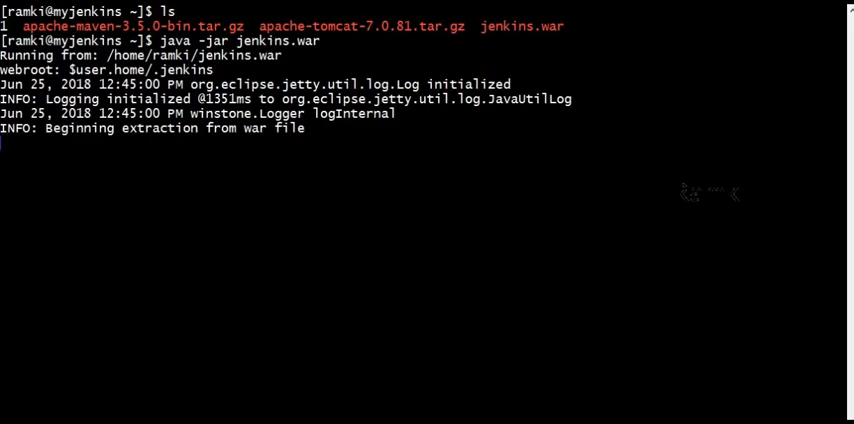 [ramki@myjenkins ~]$ ls
1  apache-maven-3.5.0-bin.tar.gz  apache-tomcat-7.0.81.tar.gz  jenkins.war
[ramki@myjenkins ~]$ java -jar jenkins.war
Running from: /home/ramki/jenkins.war
webroot: $user.home/.jenkins
Jun 25, 2018 12:45:00 PM org.eclipse.jetty.util.log.Log initialized
INFO: Logging initialized @1351ms to org.eclipse.jetty.util.log.JavaUtilLog
Jun 25, 2018 12:45:00 PM winstone.Logger logInternal
INFO: Beginning extraction from war file